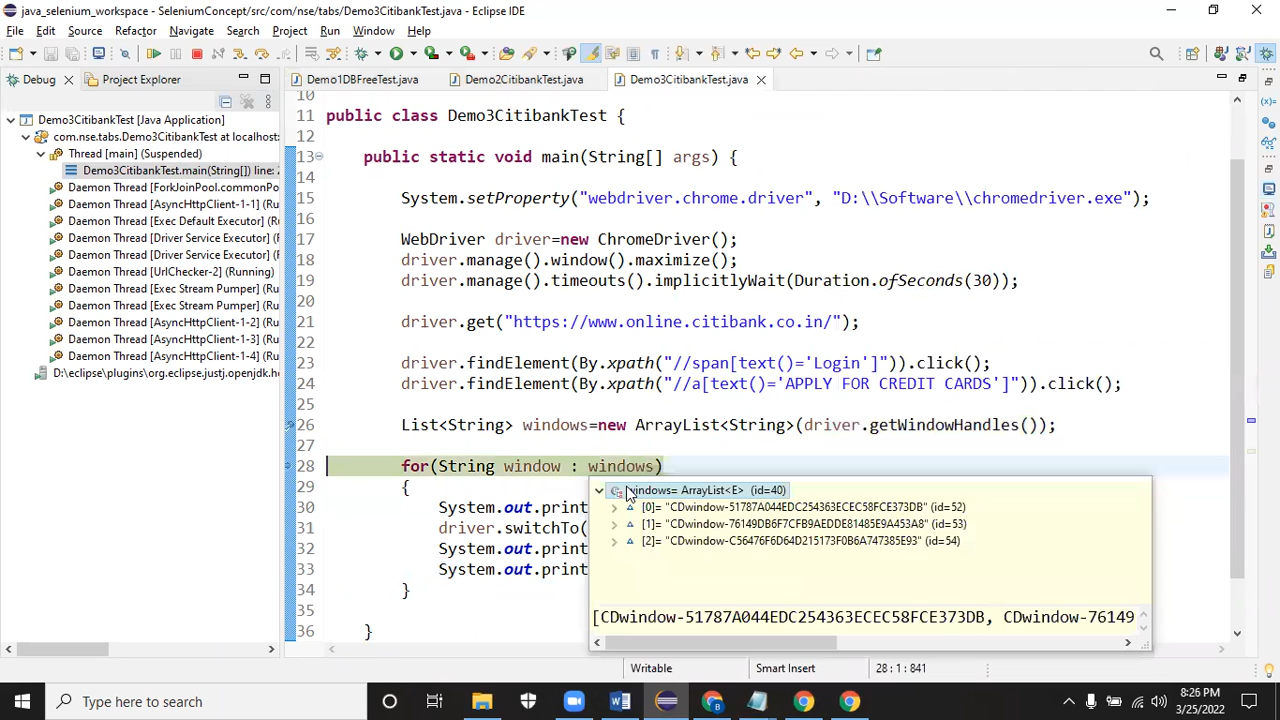 java_selenium_workspace - SeleniumConcept/src/com/nse/tabs/Demo3CitibankTest.java - Eclipse IDE
File Edit Source Refactor Navigate Search Project Run Window Help
Debug Project Explorer Demo1DBFreeTest.java Demo2CitibankTest.java Demo3CitibankTest.java
Demo3CitibankTest [Java Application]
com.nse.tabs.Demo3CitibankTest at localhost:
Thread [main] (Suspended)
Demo3CitibankTest.main(String[]) line: 2
Daemon Thread [ForkJoinPool.commonPo
Daemon Thread [AsyncHttpClient-1-1] (Ru
Daemon Thread [Exec Default Executor] (Ru
Daemon Thread [Driver Service Executor] (
Daemon Thread [Driver Service Executor] (
Daemon Thread [UrlChecker-2] (Running)
Daemon Thread [Exec Stream Pumper] (Ru
Daemon Thread [Exec Stream Pumper] (Ru
Daemon Thread [AsyncHttpClient-1-2] (Ru
Daemon Thread [AsyncHttpClient-1-3] (Ru
Daemon Thread [AsyncHttpClient-1-4] (Ru
D:\eclipse\plugins\org.eclipse.justj.openjdk.ho
10
11 public class Demo3CitibankTest {
12
13 public static void main(String[] args) {
14
15 System.setProperty("webdriver.chrome.driver", "D:\\Software\\chromedriver.exe");
16
17 WebDriver driver=new ChromeDriver();
18 driver.manage().window().maximize();
19 driver.manage().timeouts().implicitlyWait(Duration.ofSeconds(30));
20
21 driver.get("https://www.online.citibank.co.in/");
22
23 driver.findElement(By.xpath("//span[text()='Login']")).click();
24 driver.findElement(By.xpath("//a[text()='APPLY FOR CREDIT CARDS']")).click();
25
26 List<String> windows=new ArrayList<String>(driver.getWindowHandles());
27
28 for(String window : windows)
29 {
30 System.out.print
31 driver.switchTo(
32 System.out.print
33 System.out.print
34 }
35
36 }
windows= ArrayList<E> (id=40)
[0]= "CDwindow-51787A044EDC254363ECEC58FCE373DB" (id=52)
[1]= "CDwindow-76149DB6F7CFB9AEDDE81485E9A453A8" (id=53)
[2]= "CDwindow-C56476F6D64D215173F0B6A747385E93" (id=54)
[CDwindow-51787A044EDC254363ECEC58FCE373DB, CDwindow-76149
Writable Smart Insert 28 : 1 : 841
Type here to search
8:26 PM
3/25/2022